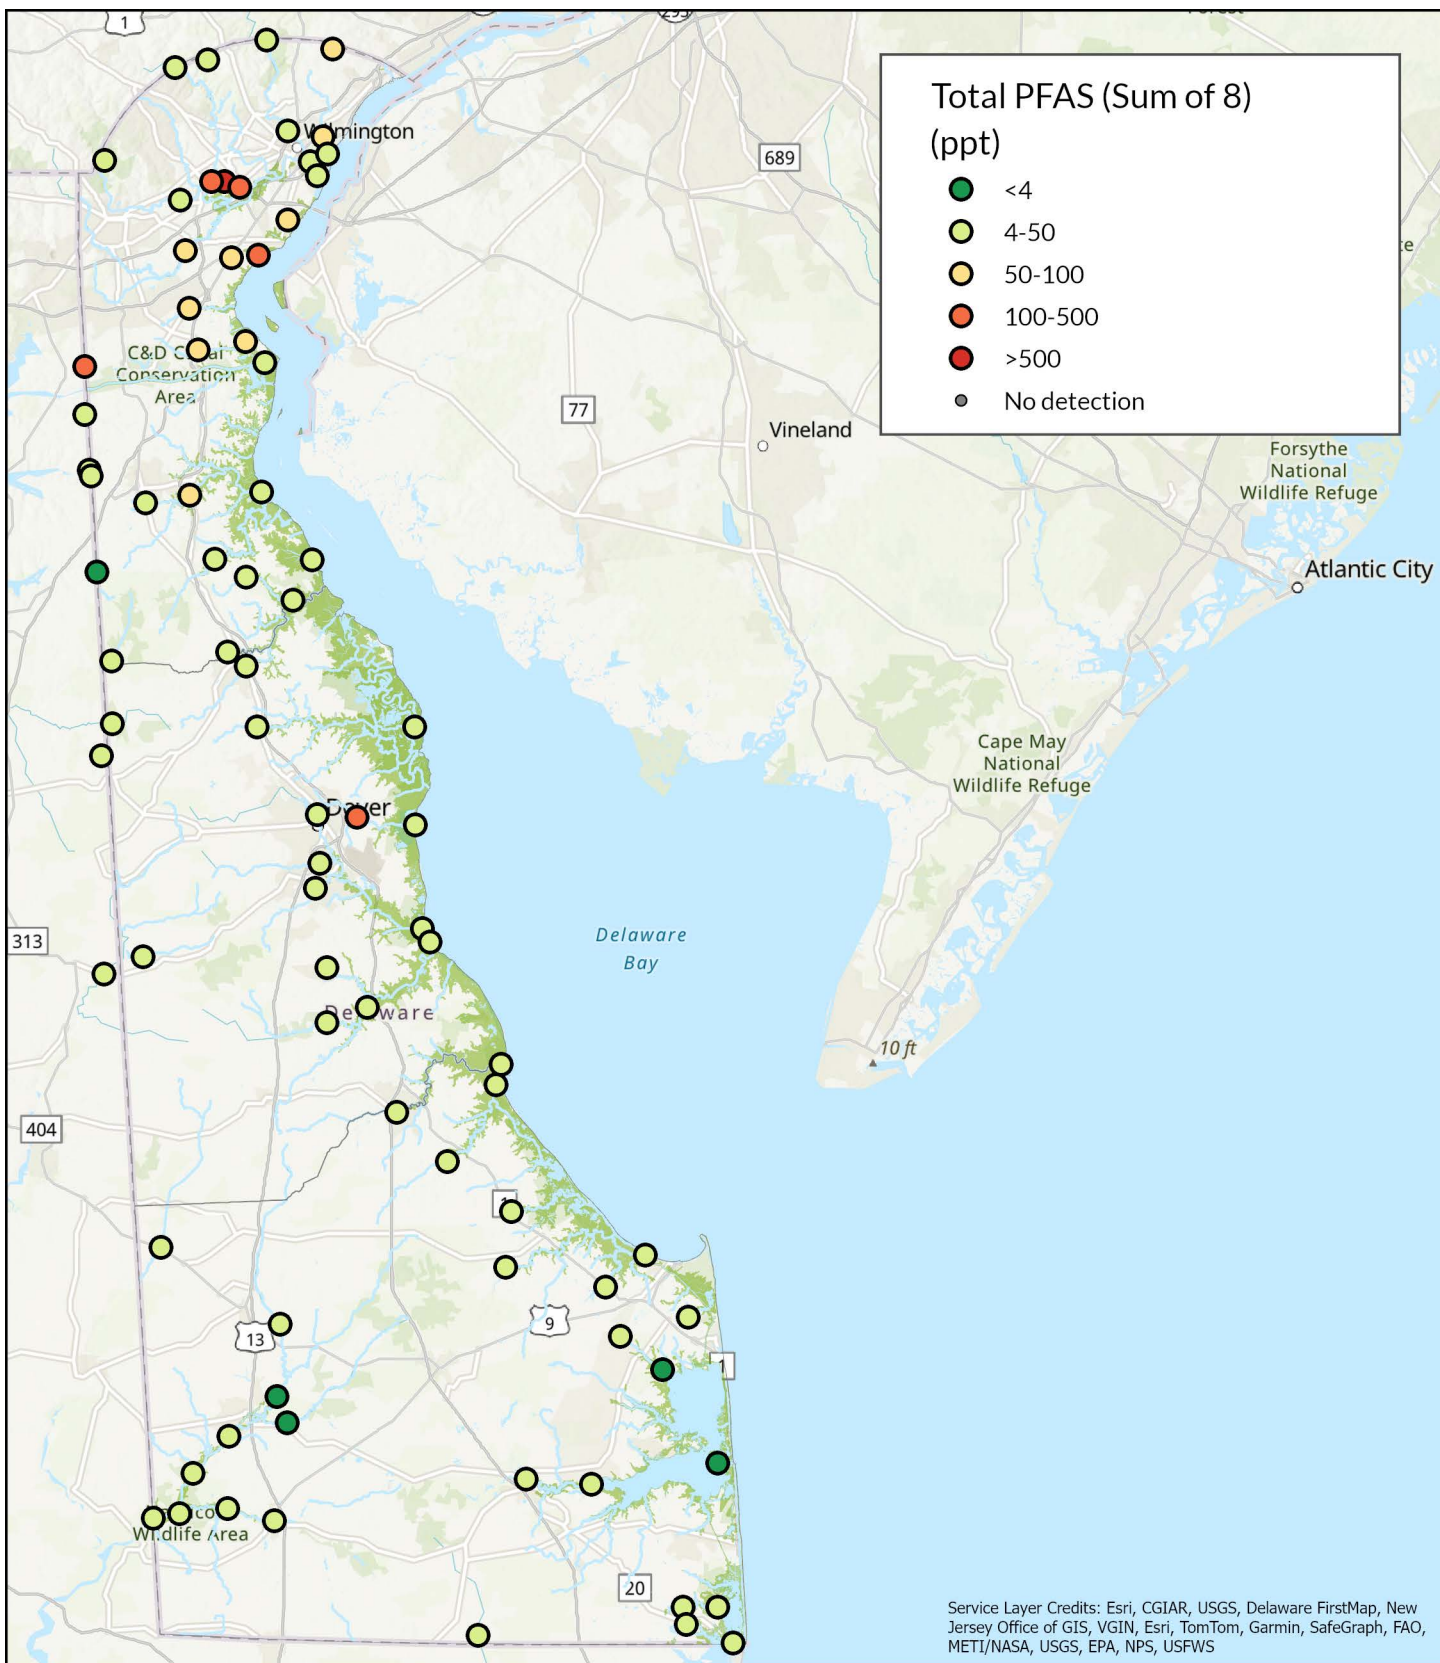 1
295
Total PFAS (Sum of 8)
(ppt)
<4
4-50
50-100
100-500
>500
No detection
689
C&D
Conservation
Area
77
Vineland
Forsythe
National
Wildlife Refuge
Atlantic City
Cape May
National
Wildlife Refuge
313
Delaware
Bay
10 ft
404
1
13
9
1
Area
20
Service Layer Credits: Esri, CGIAR, USGS, Delaware FirstMap, New
Jersey Office of GIS, VGIN, Esri, TomTom, Garmin, SafeGraph, FAO,
METI/NASA, USGS, EPA, NPS, USFWS